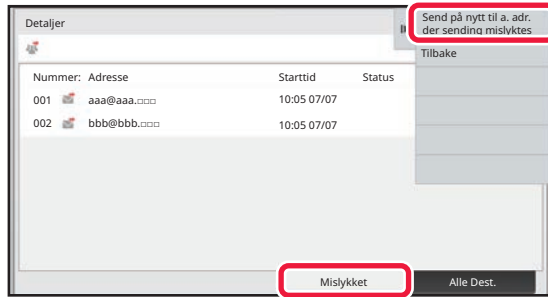 Detaljer
Send på nytt til a. adr.
der sending mislyktes
Tilbake
Nummer: Adresse Starttid Status
001 aaa@aaa.□□□ 10:05 07/07
002 bbb@bbb.□□□ 10:05 07/07
Mislykket Alle Dest.